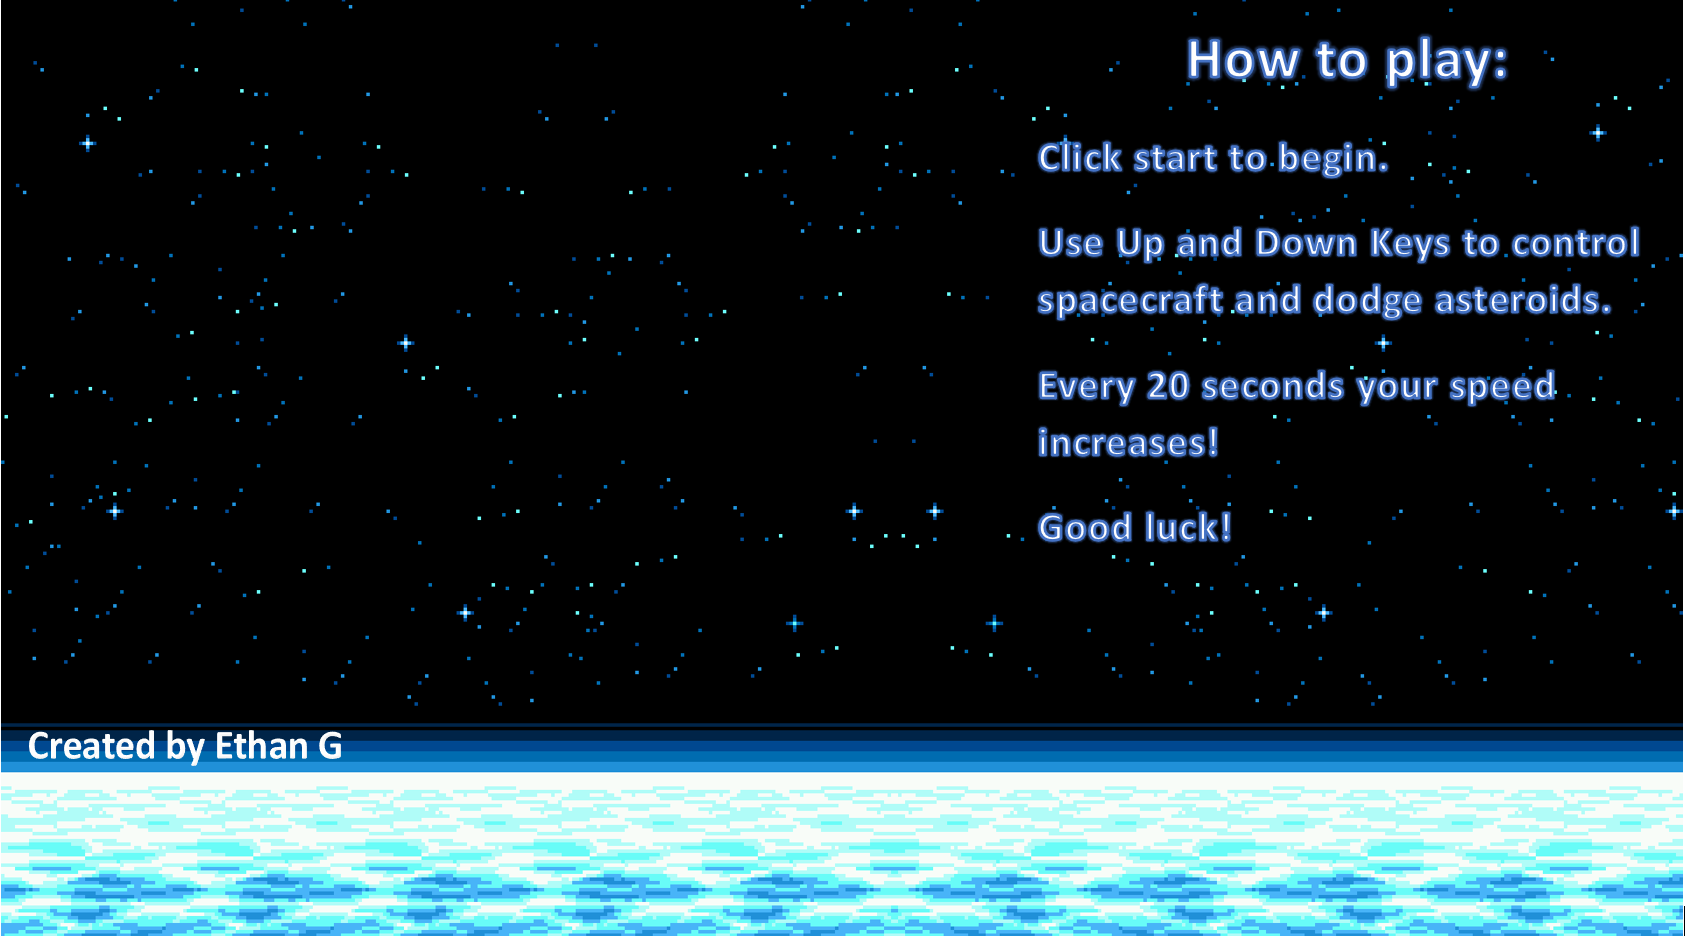 How to play:
Click start to begin.
Use Up and Down Keys to control
spacecraft and dodge asteroids.
Every 20 seconds your speed
increases!
Good luck!
Created by Ethan G